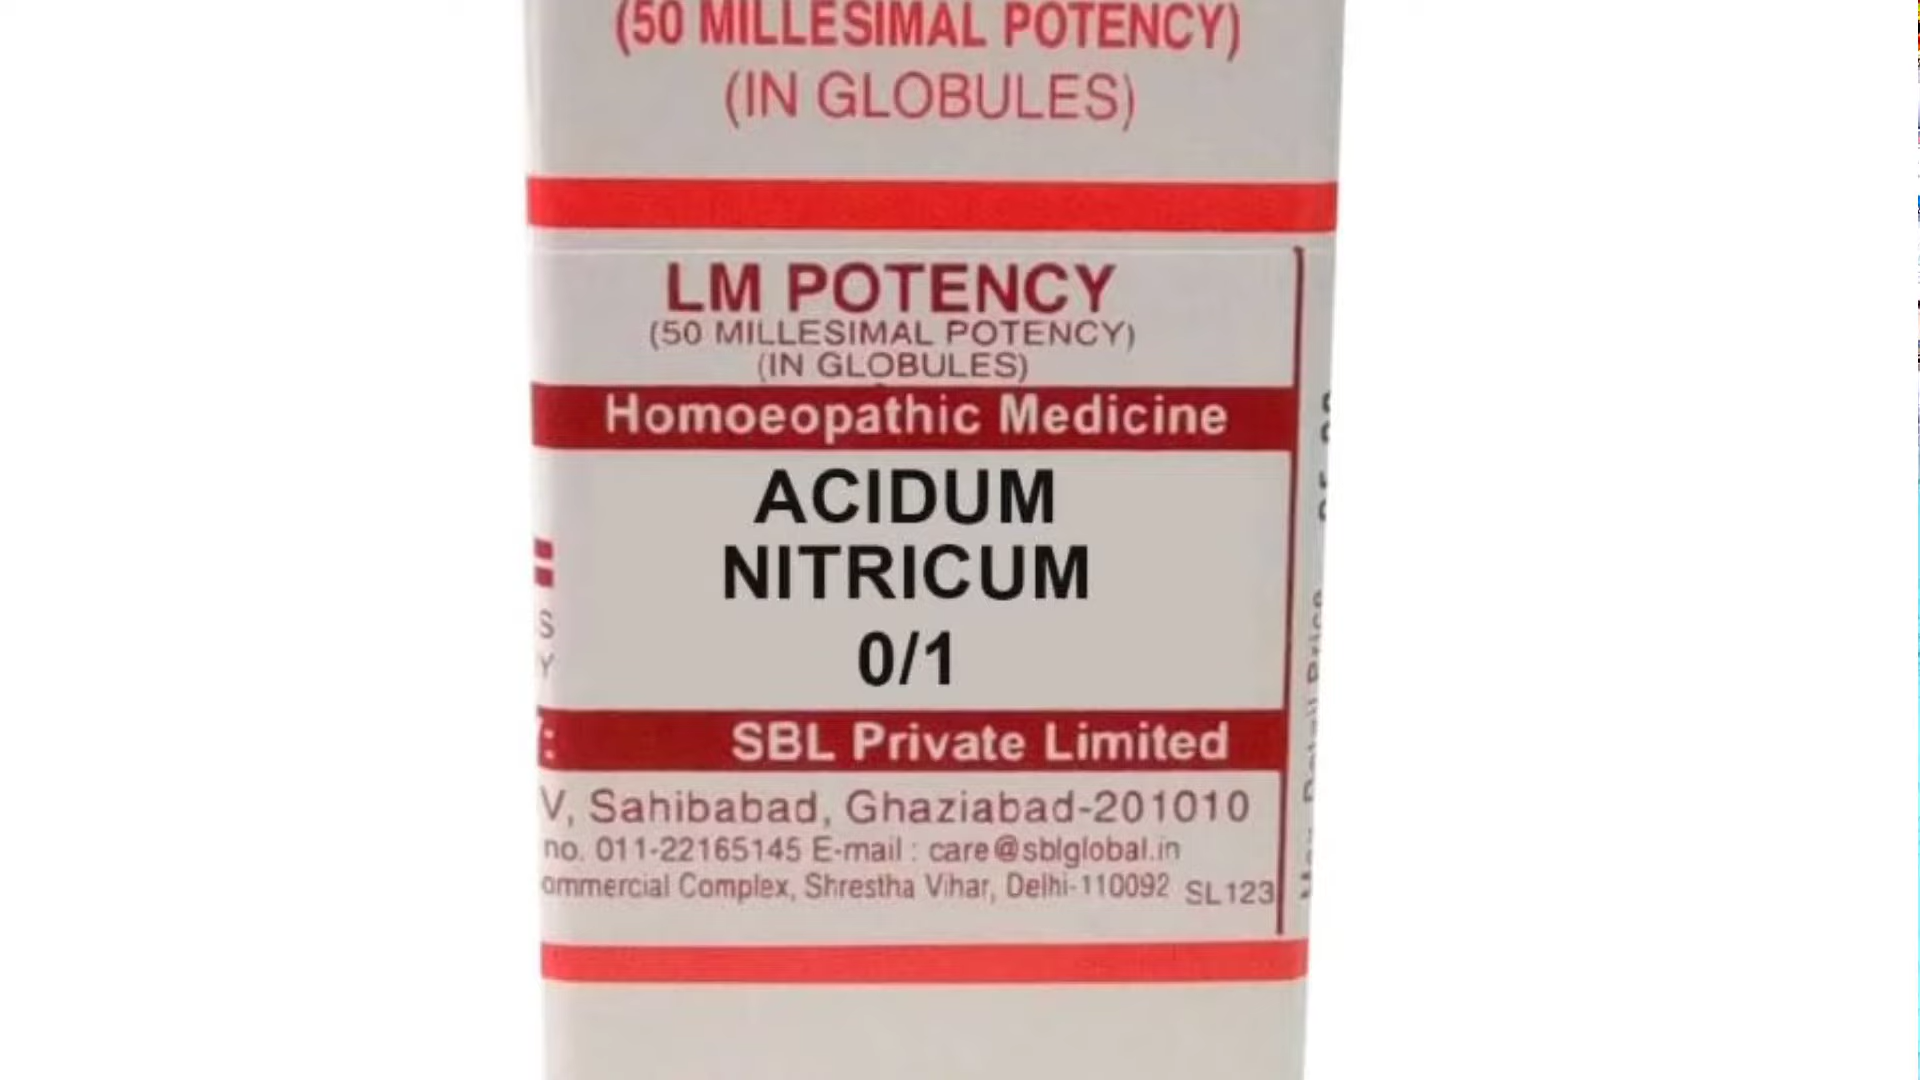 (50 MILLESIMAL POTENCY)
(IN GLOBULES)
LM POTENCY
(50 MILLESIMAL POTENCY)
(IN GLOBULES)
Homoeopathic Medicine
ACIDUM
NITRICUM
0/1
SBL Private Limited
V, Sahibabad, Ghaziabad-201010
no. 011-22165145 E-mail : care@sblglobal.in
ommercial Complex, Shrestha Vihar, Delhi-110092 SL123